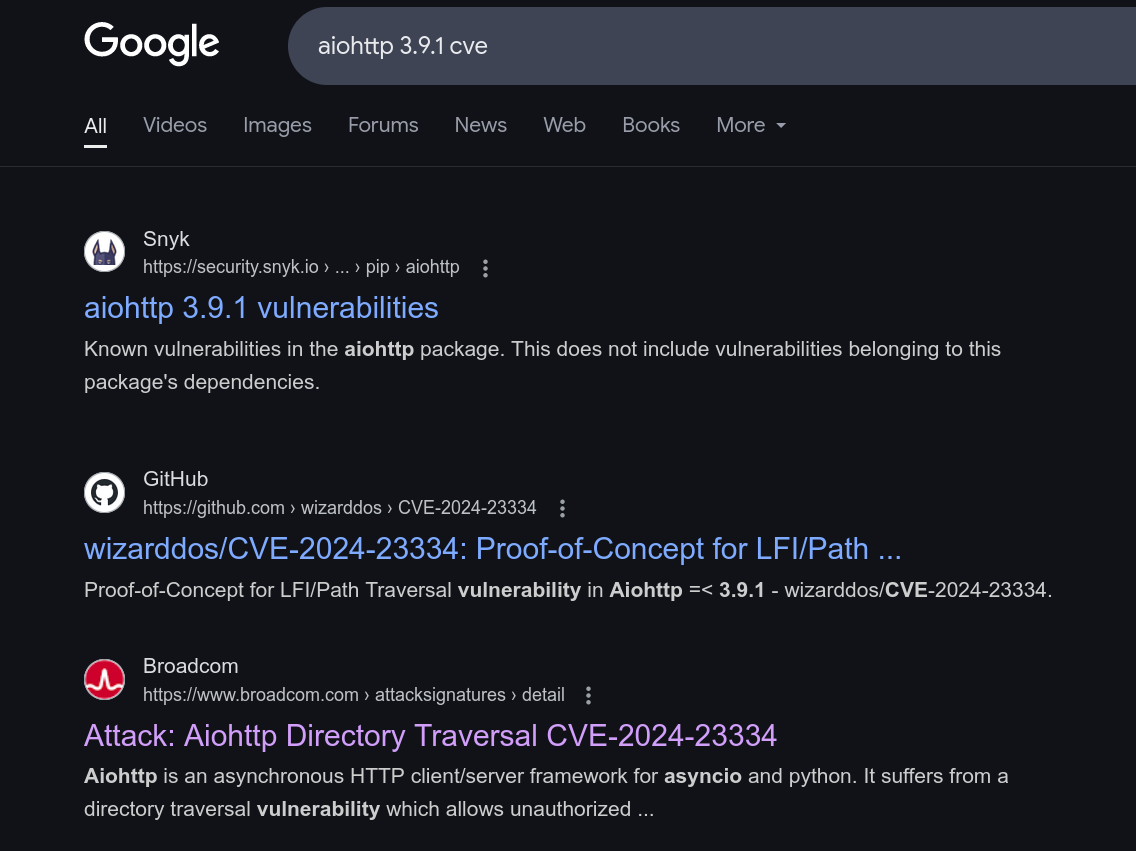 Google
aiohttp 3.9.1 cve
All Videos Images Forums News Web Books More
Snyk
https://security.snyk.io › ... › pip › aiohttp
aiohttp 3.9.1 vulnerabilities
Known vulnerabilities in the aiohttp package. This does not include vulnerabilities belonging to this
package's dependencies.
GitHub
https://github.com › wizarddos › CVE-2024-23334
wizarddos/CVE-2024-23334: Proof-of-Concept for LFI/Path ...
Proof-of-Concept for LFI/Path Traversal vulnerability in Aiohttp =< 3.9.1 - wizarddos/CVE-2024-23334.
Broadcom
https://www.broadcom.com › attacksignatures › detail
Attack: Aiohttp Directory Traversal CVE-2024-23334
Aiohttp is an asynchronous HTTP client/server framework for asyncio and python. It suffers from a
directory traversal vulnerability which allows unauthorized ...